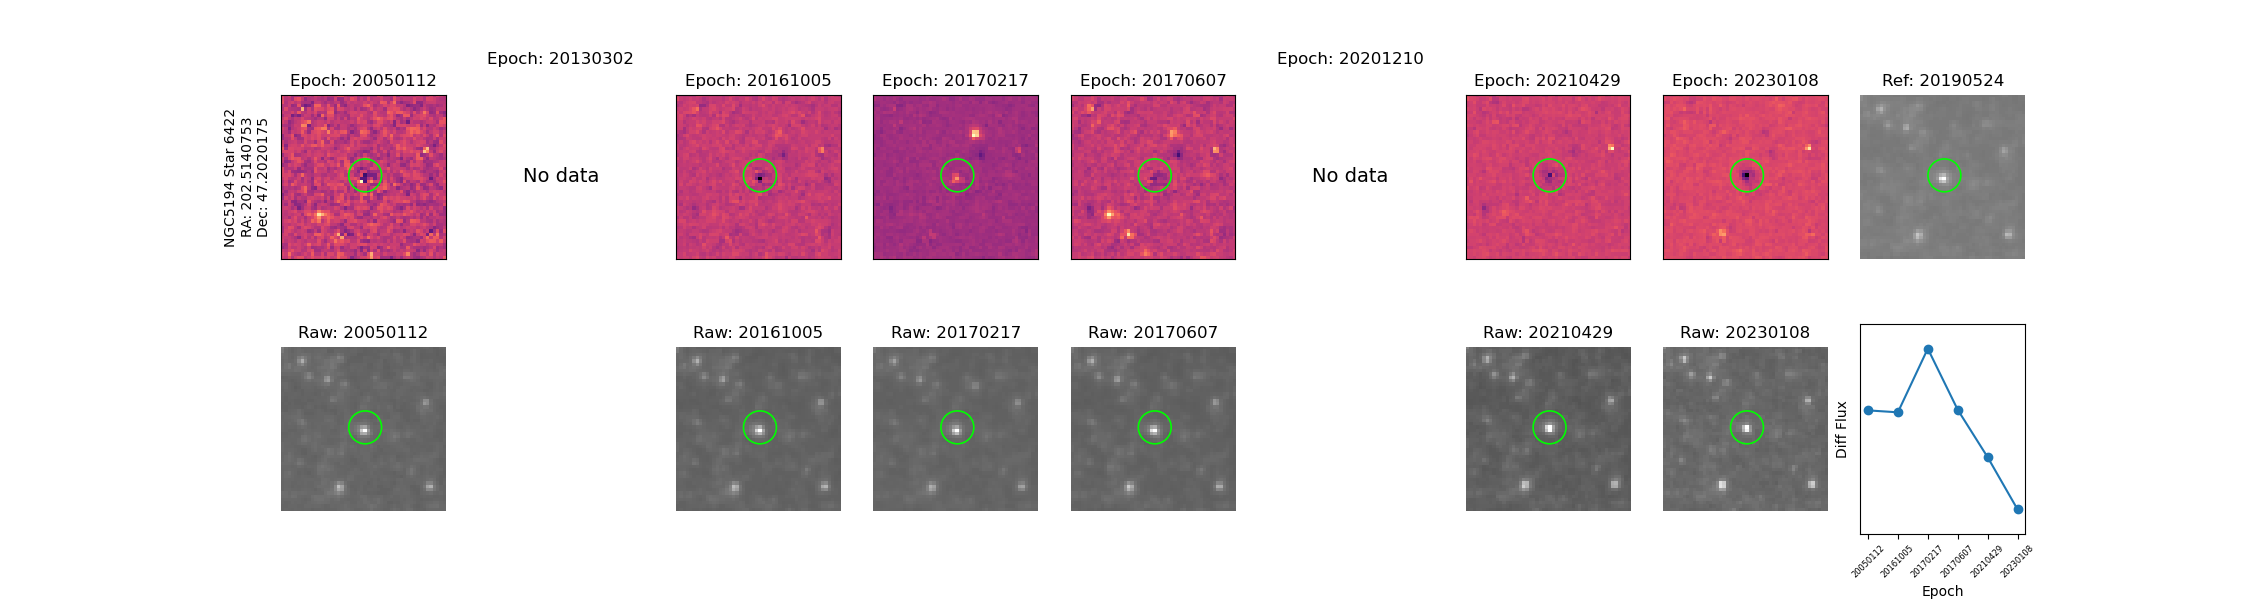 Epoch: 20130302
Epoch: 20201210
Epoch: 20050112
Epoch: 20161005
Epoch: 20170217
Epoch: 20170607
Epoch: 20210429
Epoch: 20230108
Ref: 20190524
NGC5194 Star 6422
RA: 202.5140753
Dec: 47.2020175
No data
No data
Raw: 20050112
Raw: 20161005
Raw: 20170217
Raw: 20170607
Raw: 20210429
Raw: 20230108
Diff Flux
20050112
20161005
20170217
20170607
20210429
20230108
Epoch